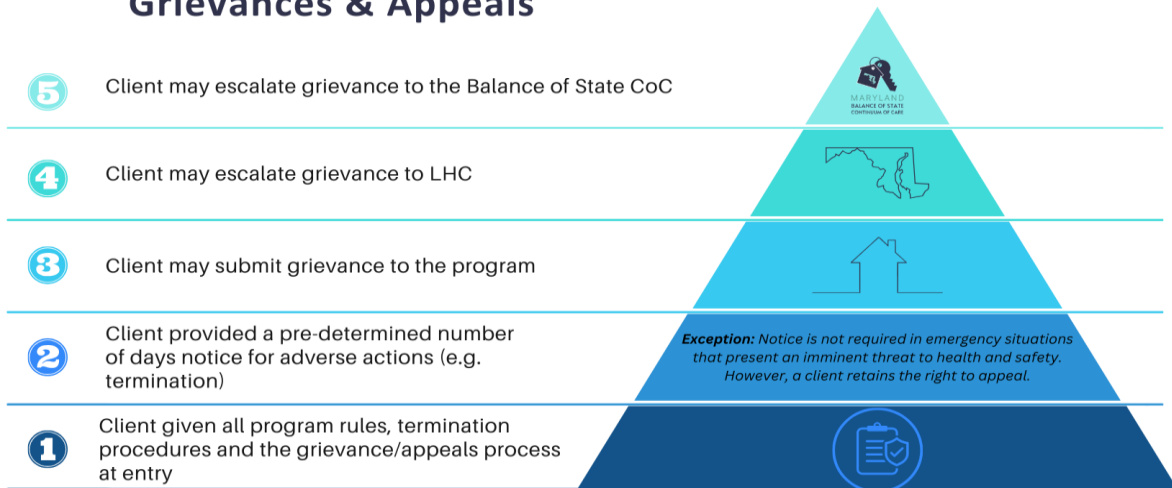 Grievances & Appeals
5
Client may escalate grievance to the Balance of State CoC
MARYLAND
BALANCE OF STATE
CONTINUUM OF CARE
4
Client may escalate grievance to LHC
3
Client may submit grievance to the program
2
Client provided a pre-determined number
of days notice for adverse actions (e.g.
termination)
Exception: Notice is not required in emergency situations
that present an imminent threat to health and safety.
However, a client retains the right to appeal.
1
Client given all program rules, termination
procedures and the grievance/appeals process
at entry